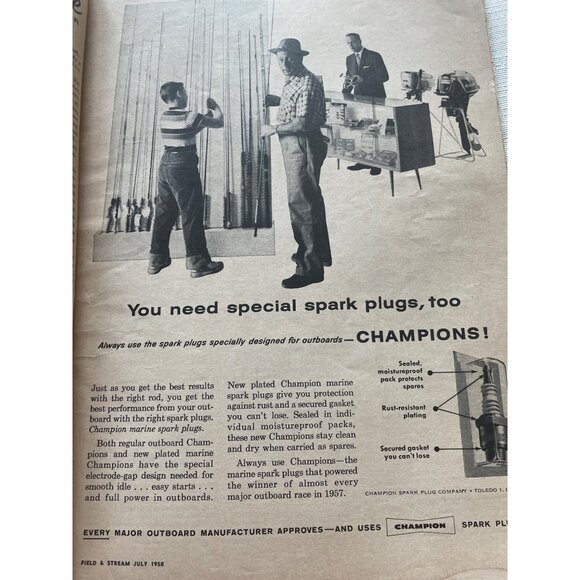 You need special spark plugs, too
Always use the spark plugs specially designed for outboards—CHAMPIONS!
Just as you get the best results
with the right rod, you get the
best performance from your out-
board with the right spark plugs.
Champion marine spark plugs.
Both regular outboard Cham-
pions and new plated marine
Champions have the special
electrode-gap design needed for
smooth idle . . . easy starts . . .
and full power in outboards.
New plated Champion marine
spark plugs give you protection
against rust and a secured gasket
you can't lose. Sealed in indi-
vidual moistureproof packs,
these new Champions stay clean
and dry when carried as spares.
Always use Champions—the
marine spark plugs that powered
the winner of almost every
major outboard race in 1957.
Sealed,
moistureproof
pack protects
spares
Rust-resistant
plating
Secured gasket
you can't lose
CHAMPION SPARK PLUG COMPANY • TOLEDO 1,
EVERY MAJOR OUTBOARD MANUFACTURER APPROVES—AND USES CHAMPION SPARK PLU
FIELD & STREAM JULY 1958